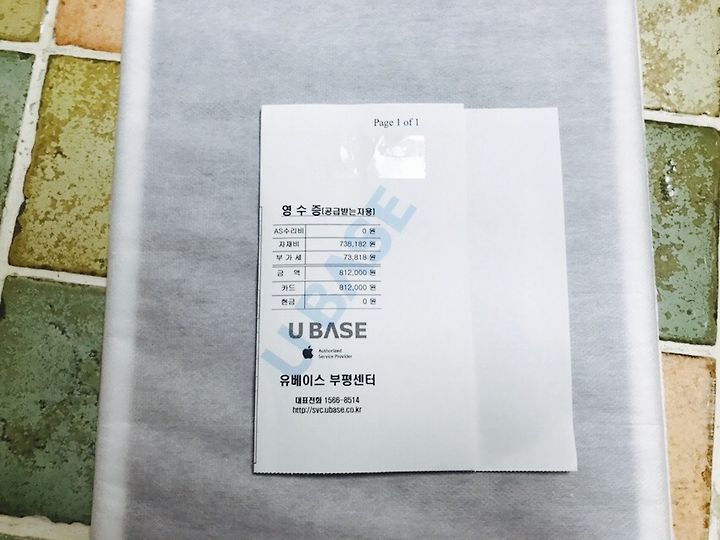 Page 1 of 1
영 수 증(공급받는자용)
AS수리비 0 원
자재비 738,182 원
부 가 세 73,818 원
금 액 812,000 원
카드 812,000 원
현금 0 원
U BASE
U BASE
Authorized
Service Provider
유베이스 부평센터
대표전화 1566-8514
http://svc.ubase.co.kr